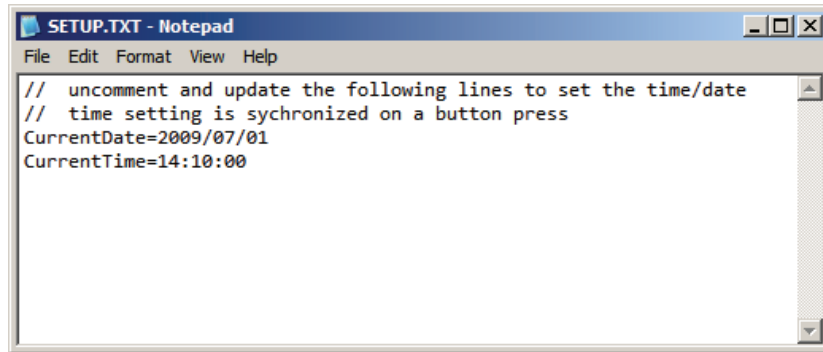 SETUP.TXT - Notepad
File Edit Format View Help
// uncomment and update the following lines to set the time/date
// time setting is sychronized on a button press
CurrentDate=2009/07/01
CurrentTime=14:10:00